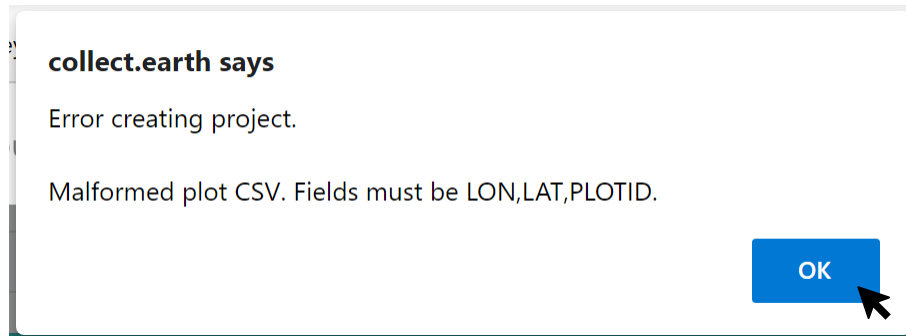 collect.earth says
Error creating project.
Malformed plot CSV. Fields must be LON,LAT,PLOTID.
OK